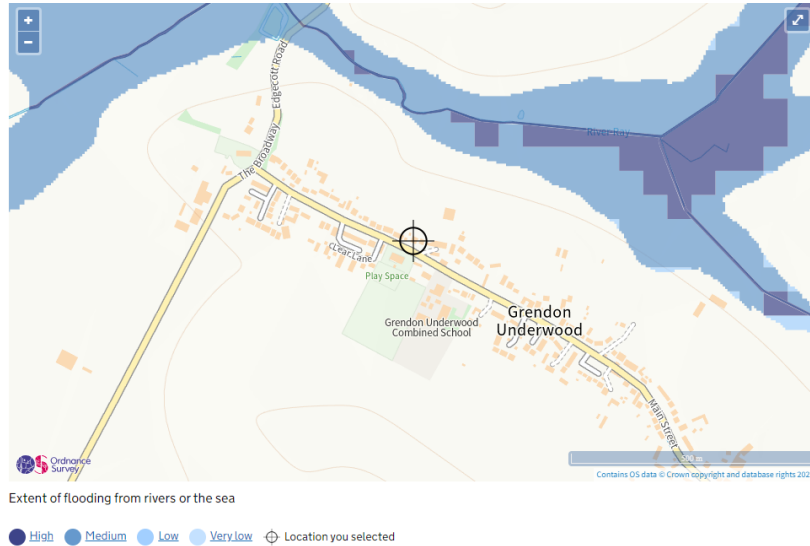 +
−
Edgecott Road
The Broadway
River Ray
cLear Lane
Play Space
Grendon Underwood
Combined School
Grendon
Underwood
Main Street
Ordnance
Survey
500 m
Contains OS data © Crown copyright and database rights 202
Extent of flooding from rivers or the sea
High Medium Low Very low Location you selected